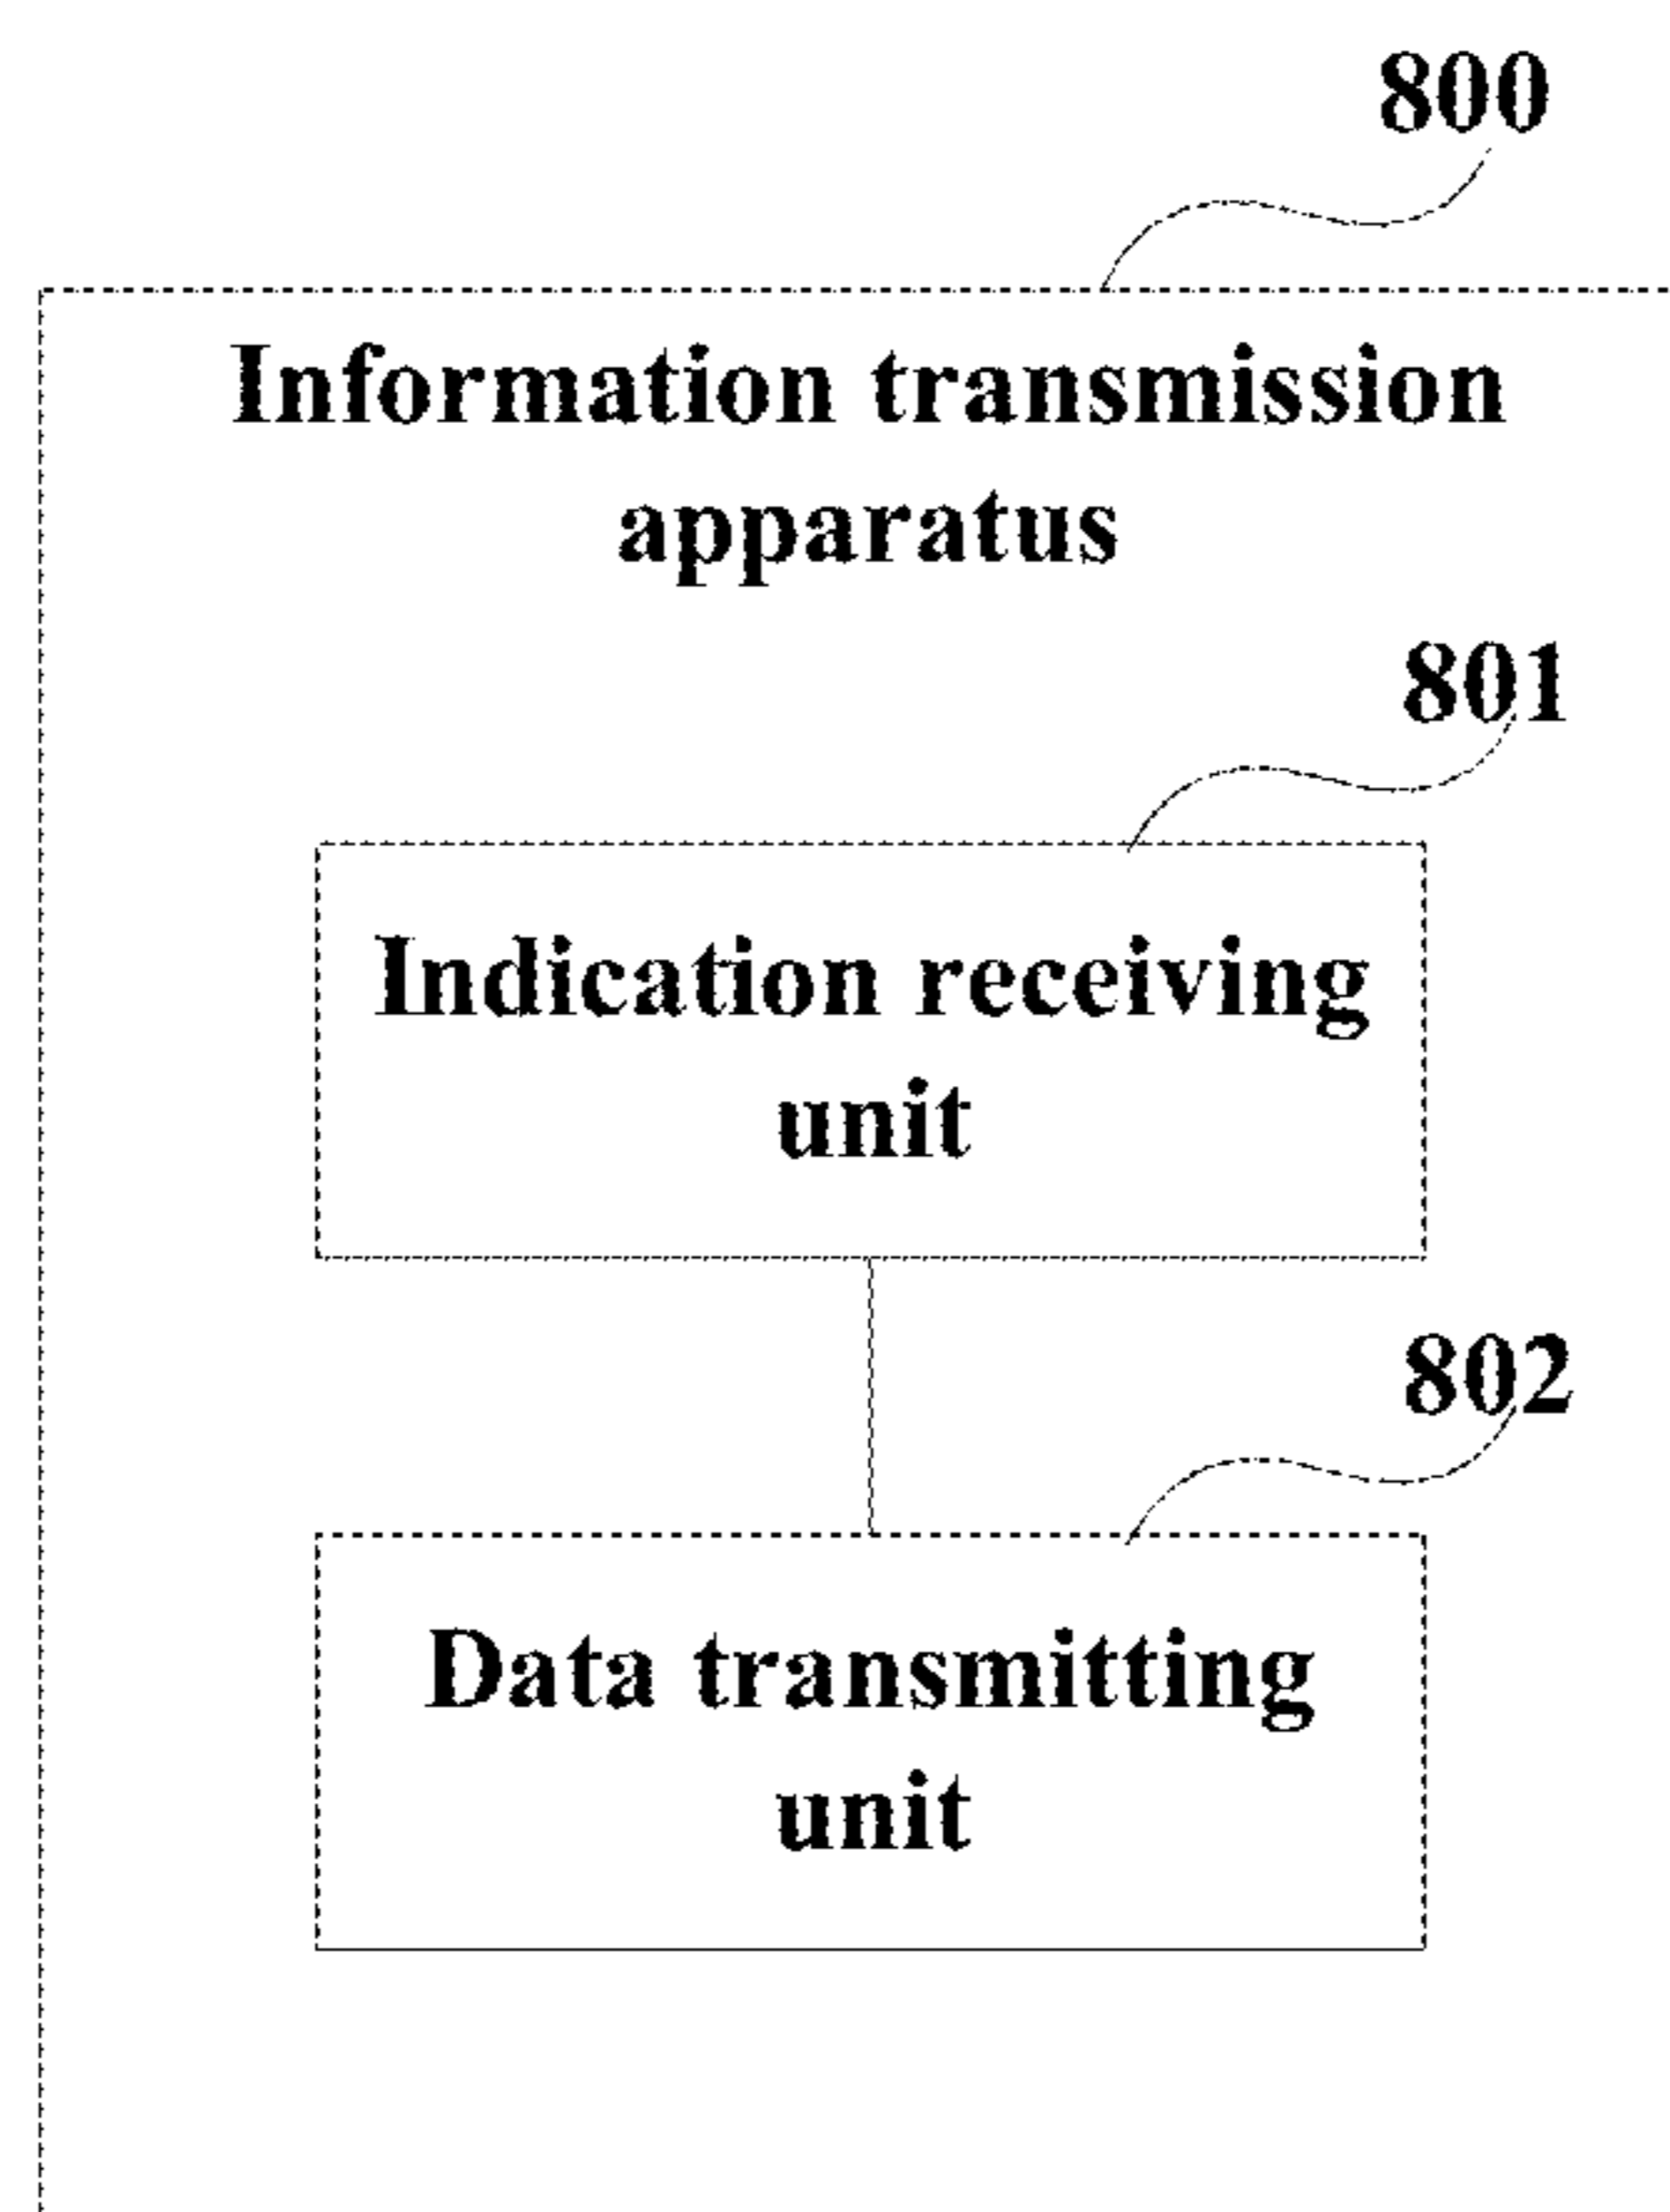 800
Information transmission
apparatus
801
Indication receiving
unit
802
Data transmitting
unit